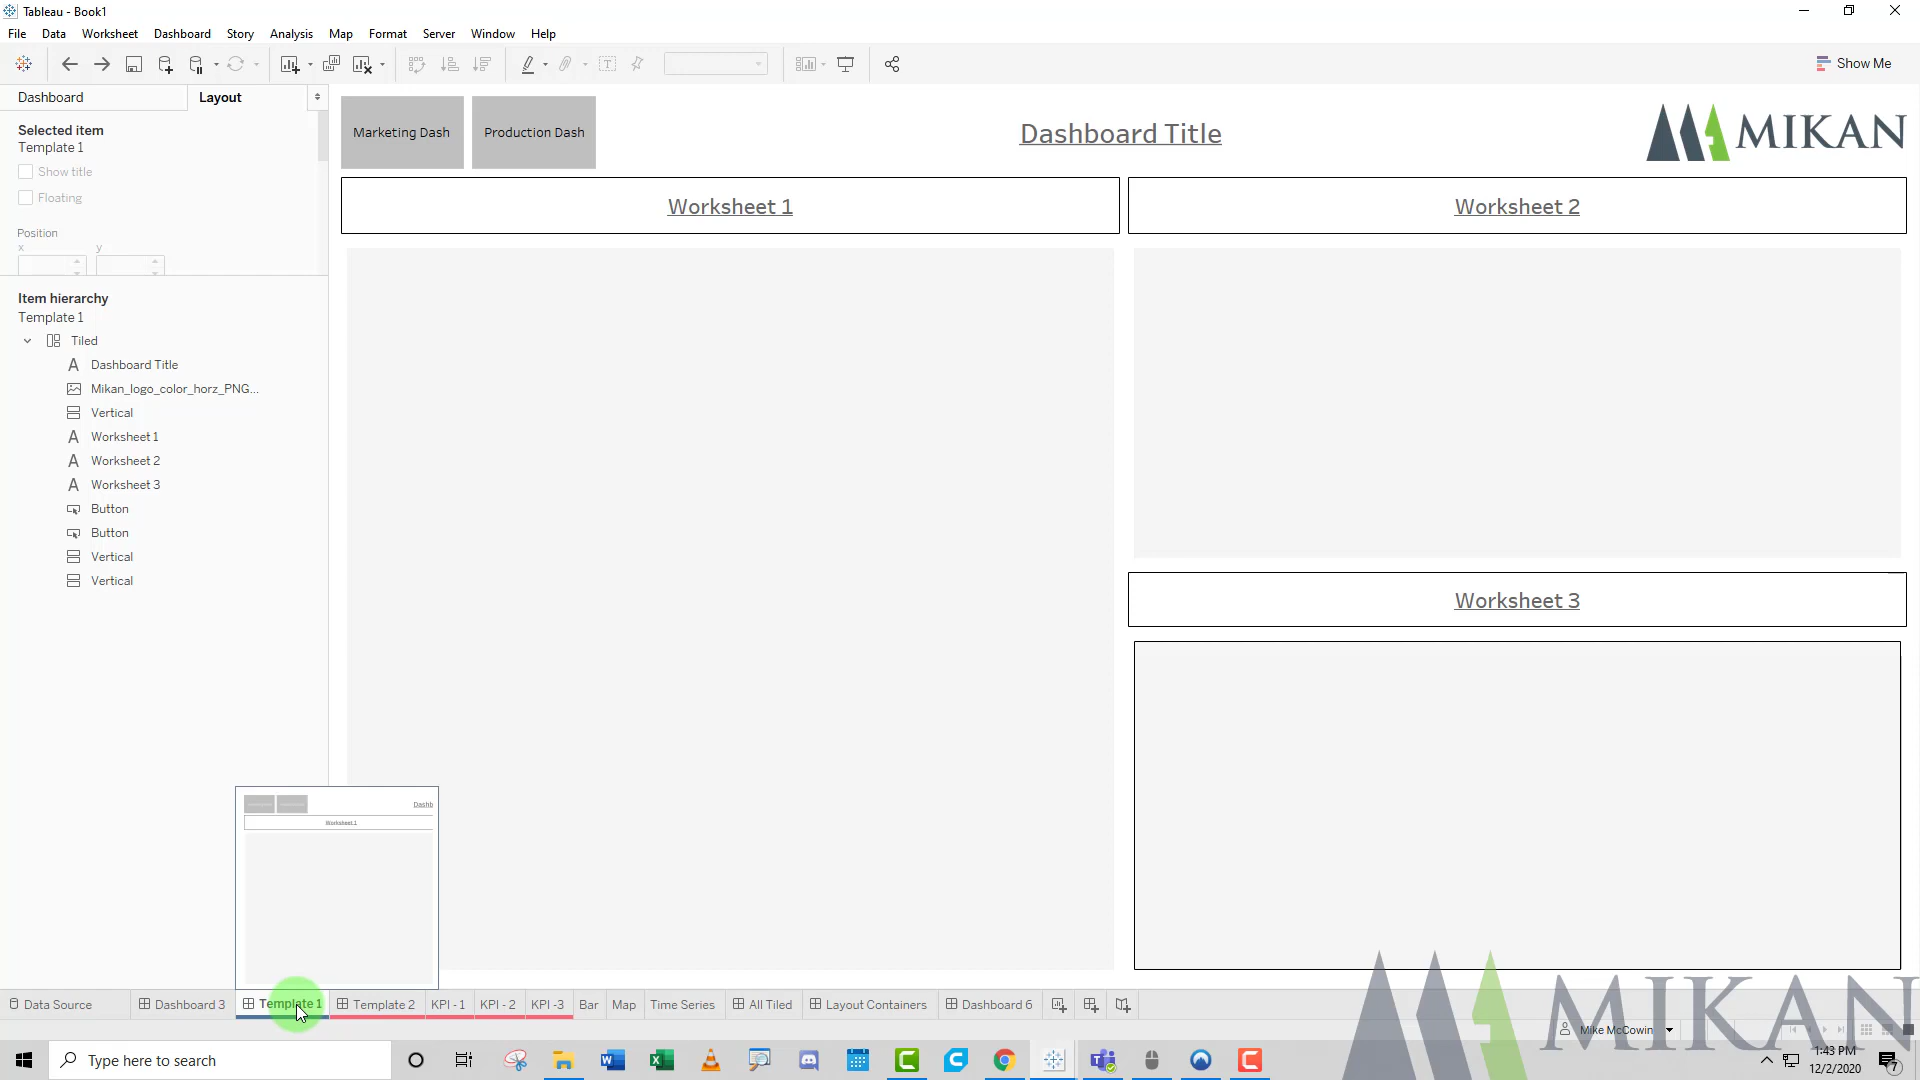 Tableau - Book1
File Data Worksheet Dashboard Story Analysis Map Format Server Window Help
Show Me
Dashboard
Layout
Selected item
Template 1
Show title
Floating
Position
x
y
Item hierarchy
Template 1
Tiled
Dashboard Title
Mikan_logo_color_horz_PNG...
Vertical
Worksheet 1
Worksheet 2
Worksheet 3
Button
Button
Vertical
Vertical
Marketing Dash
Production Dash
Dashboard Title
MIKAN
Worksheet 1
Worksheet 2
Worksheet 3
Dashb
Worksheet 1
Data Source
Dashboard 3
Template 1
Template 2
KPI - 1
KPI - 2
KPI -3
Bar
Map
Time Series
All Tiled
Layout Containers
Dashboard 6
MIKAN
Mike McCowin
Type here to search
1:43 PM
12/2/2020
7